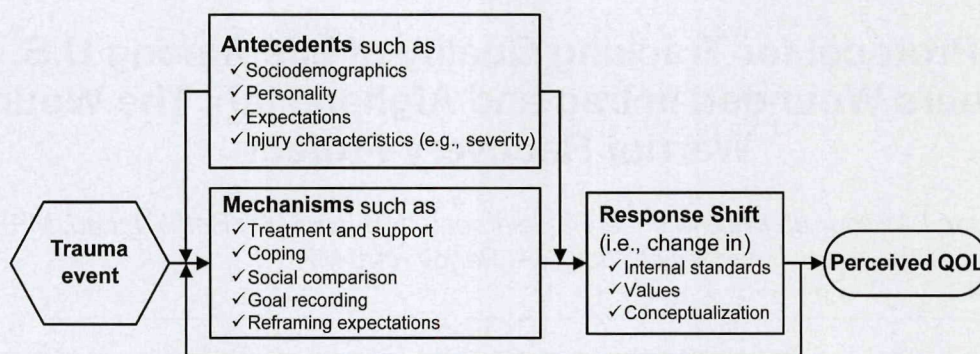 Antecedents such as
✓Sociodemographics
✓Personality
✓Expectations
✓Injury characteristics (e.g., severity)
Trauma
event
Mechanisms such as
✓Treatment and support
✓Coping
✓Social comparison
✓Goal recording
✓Reframing expectations
Response Shift
(i.e., change in)
✓Internal standards
✓Values
✓Conceptualization
Perceived QOL